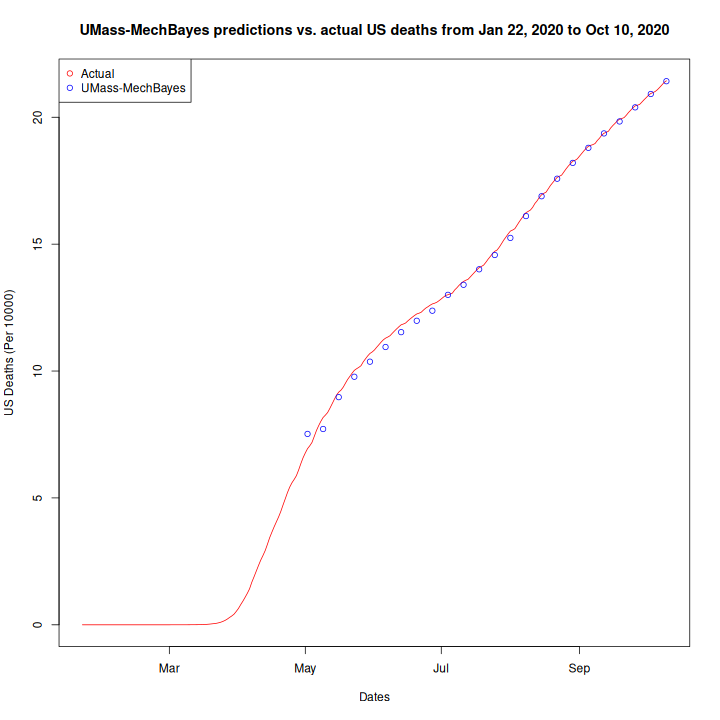 UMass-MechBayes predictions vs. actual US deaths from Jan 22, 2020 to Oct 10, 2020
Actual
UMass-MechBayes
US Deaths (Per 10000)
20
15
10
5
0
Mar
May
Jul
Sep
Dates